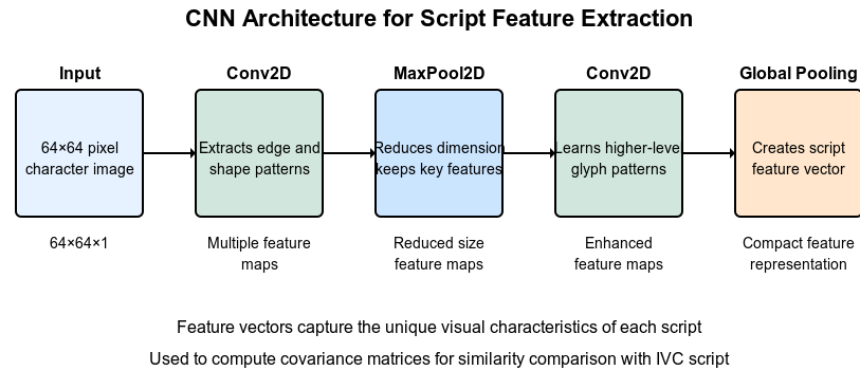 CNN Architecture for Script Feature Extraction
Input
64×64 pixel
character image
64×64×1
Conv2D
Extracts edge and
shape patterns
Multiple feature
maps
MaxPool2D
Reduces dimension
keeps key features
Reduced size
feature maps
Conv2D
Learns higher-level
glyph patterns
Enhanced
feature maps
Global Pooling
Creates script
feature vector
Compact feature
representation
Feature vectors capture the unique visual characteristics of each script
Used to compute covariance matrices for similarity comparison with IVC script